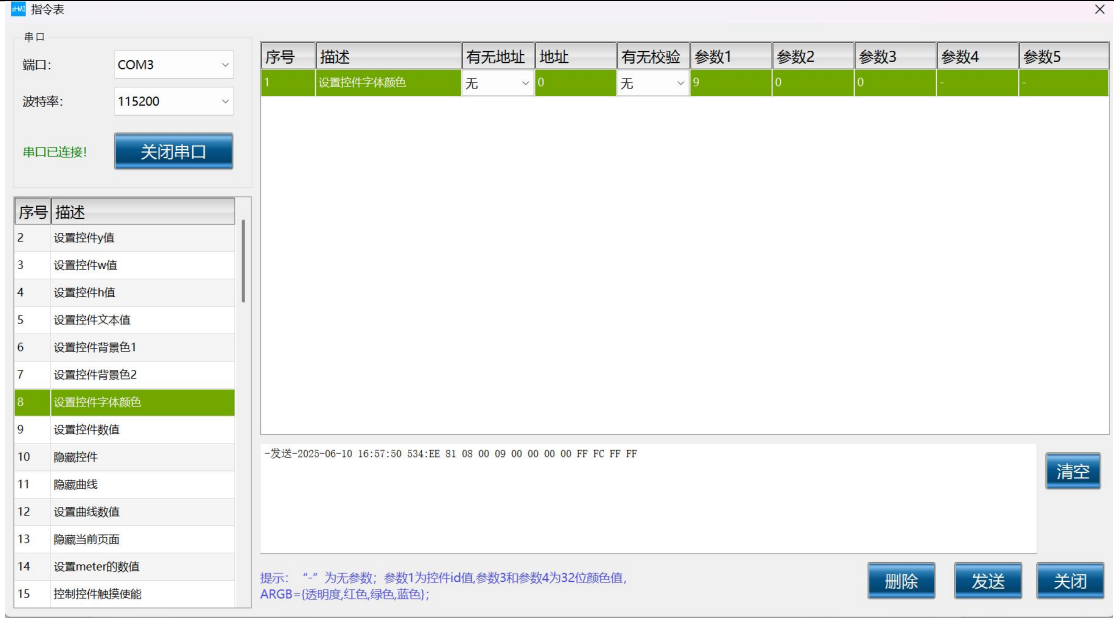 指令表
串口
端口：
COM3
波特率：
115200
串口已连接！
关闭串口
序号 描述
2 设置控件y值
3 设置控件w值
4 设置控件h值
5 设置控件文本值
6 设置控件背景色1
7 设置控件背景色2
8 设置控件字体颜色
9 设置控件数值
10 隐藏控件
11 隐藏曲线
12 设置曲线数值
13 隐藏当前页面
14 设置meter的数值
15 控制控件触摸使能
序号 描述 有无地址 地址 有无校验 参数1 参数2 参数3 参数4 参数5
1 设置控件字体颜色 无 0 无 9 0 0 - -
-发送-2025-06-10 16:57:50 534:EE 81 08 00 09 00 00 00 00 FF FC FF FF
清空
提示： “-”为无参数；参数1为控件id值,参数3和参数4为32位颜色值,
ARGB=(透明度,红色,绿色,蓝色);
删除 发送 关闭